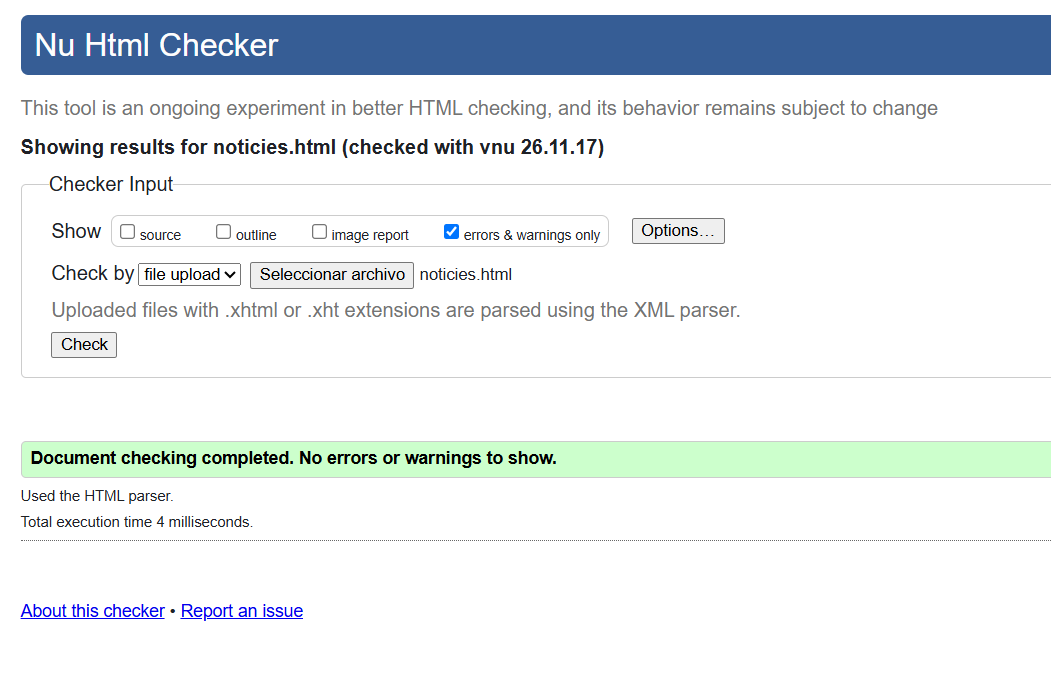 Nu Html Checker
This tool is an ongoing experiment in better HTML checking, and its behavior remains subject to change
Showing results for noticies.html (checked with vnu 26.11.17)
Checker Input
Show source outline image report errors & warnings only Options…
Check by file upload Seleccionar archivo noticies.html
Uploaded files with .xhtml or .xht extensions are parsed using the XML parser.
Check
Document checking completed. No errors or warnings to show.
Used the HTML parser.
Total execution time 4 milliseconds.
About this checker • Report an issue